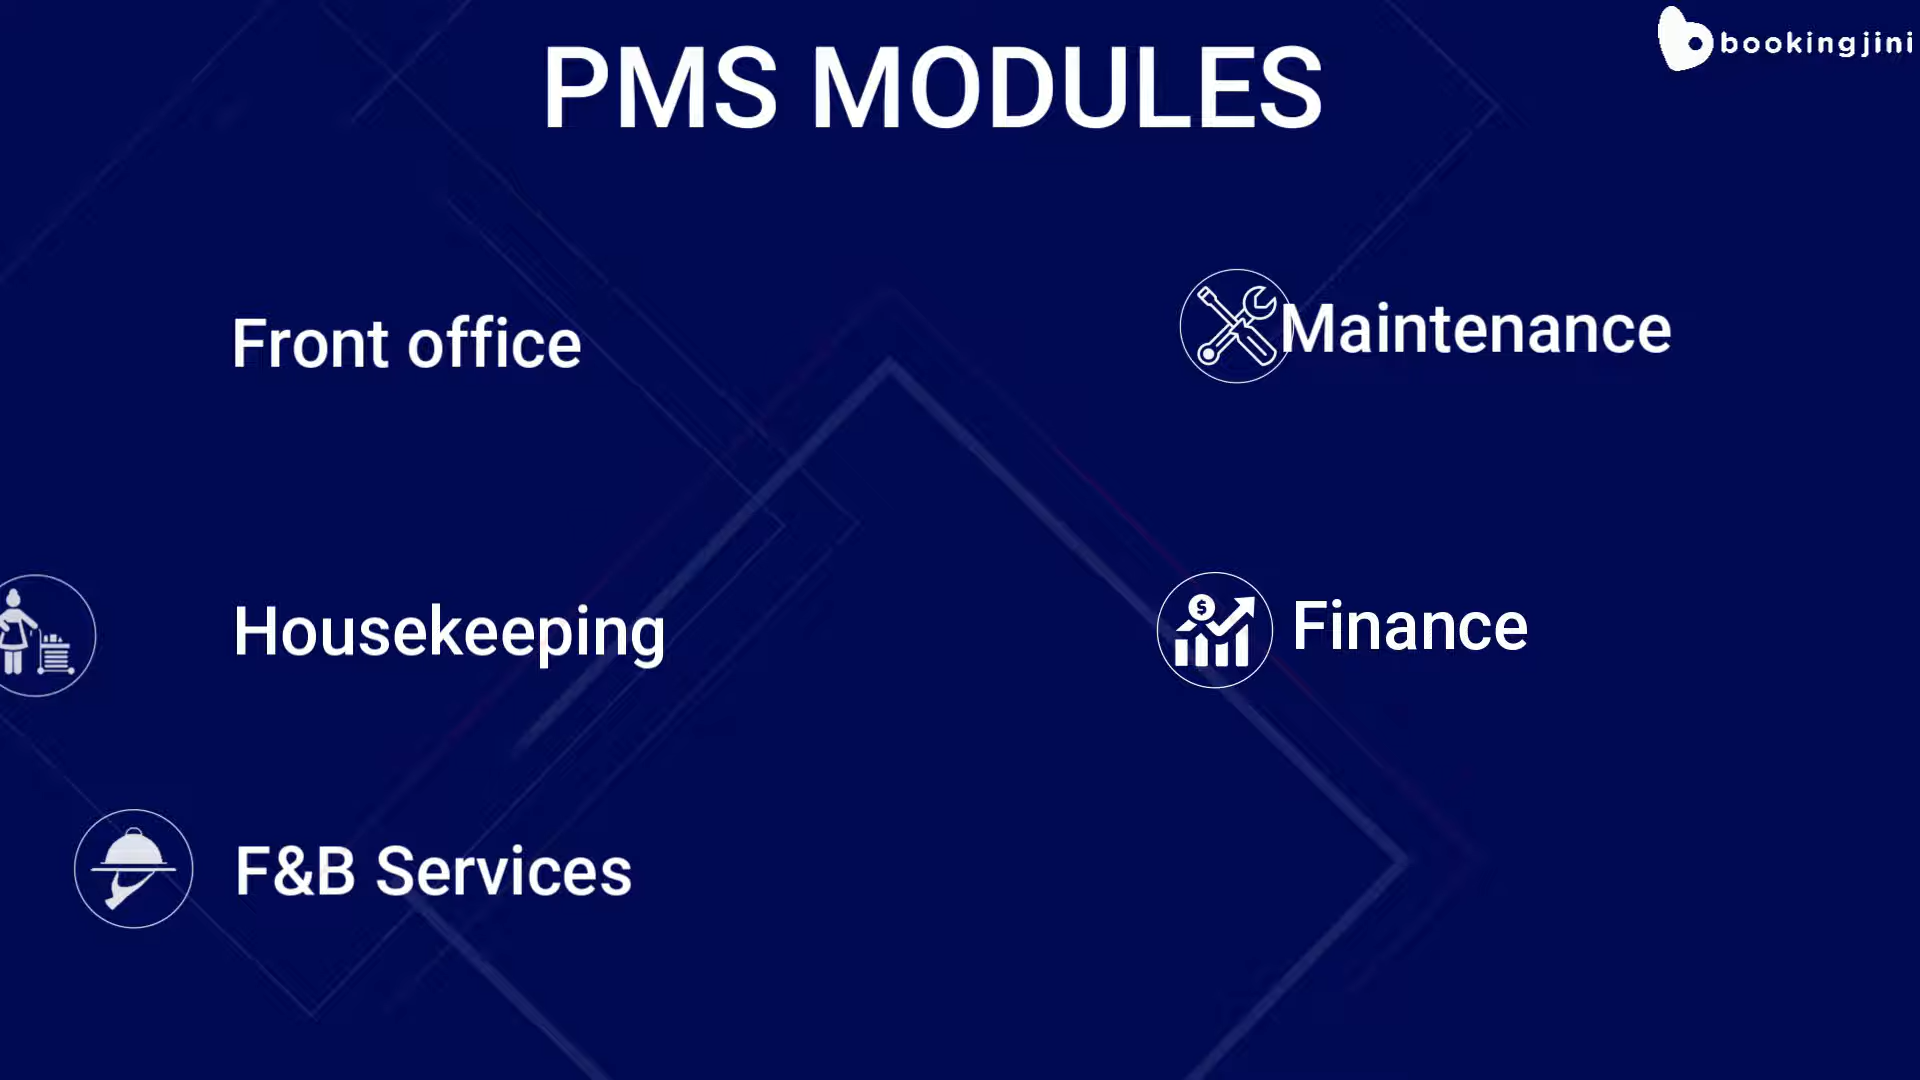 PMS MODULES
bookingjini
Front office
Housekeeping
F&B Services
Maintenance
$
Finance